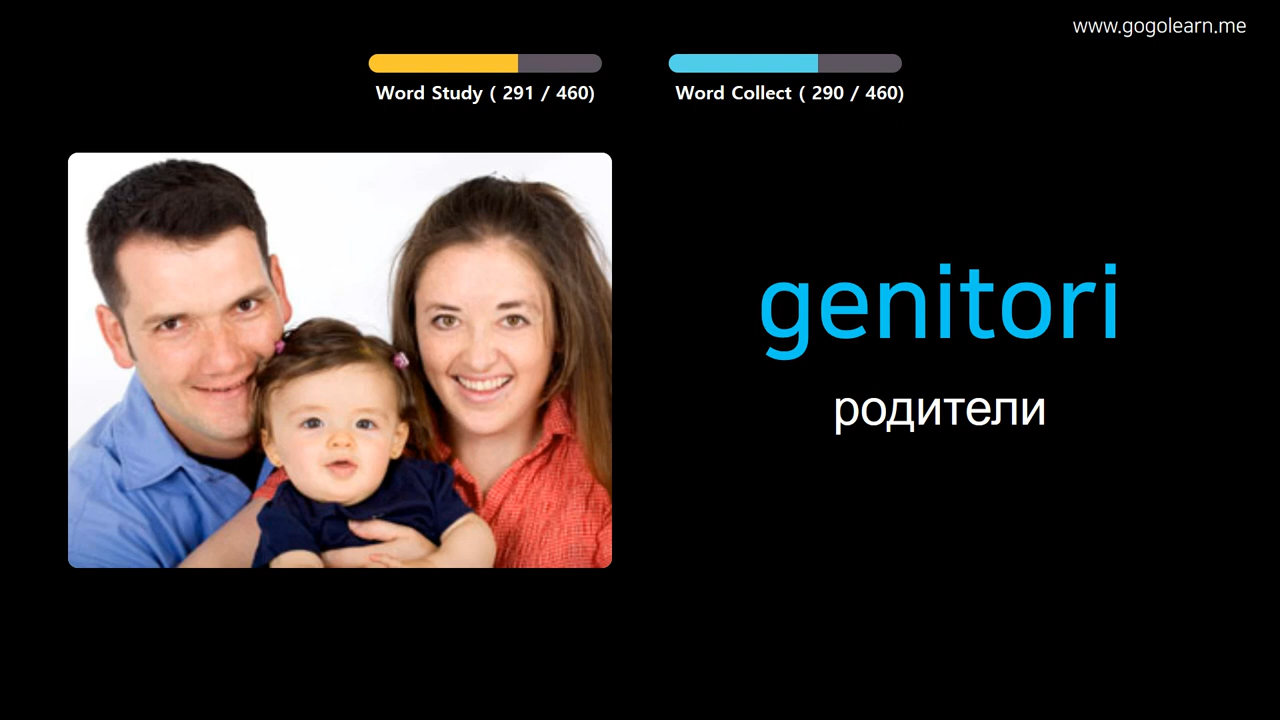 www.gogolearn.me
Word Study ( 291 / 460)
Word Collect ( 290 / 460)
genitori
родители